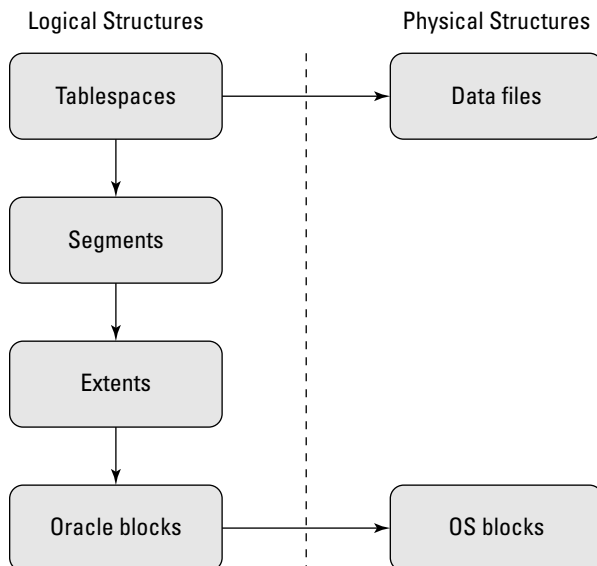 Logical Structures
Physical Structures
Tablespaces
Data files
Segments
Extents
Oracle blocks
OS blocks